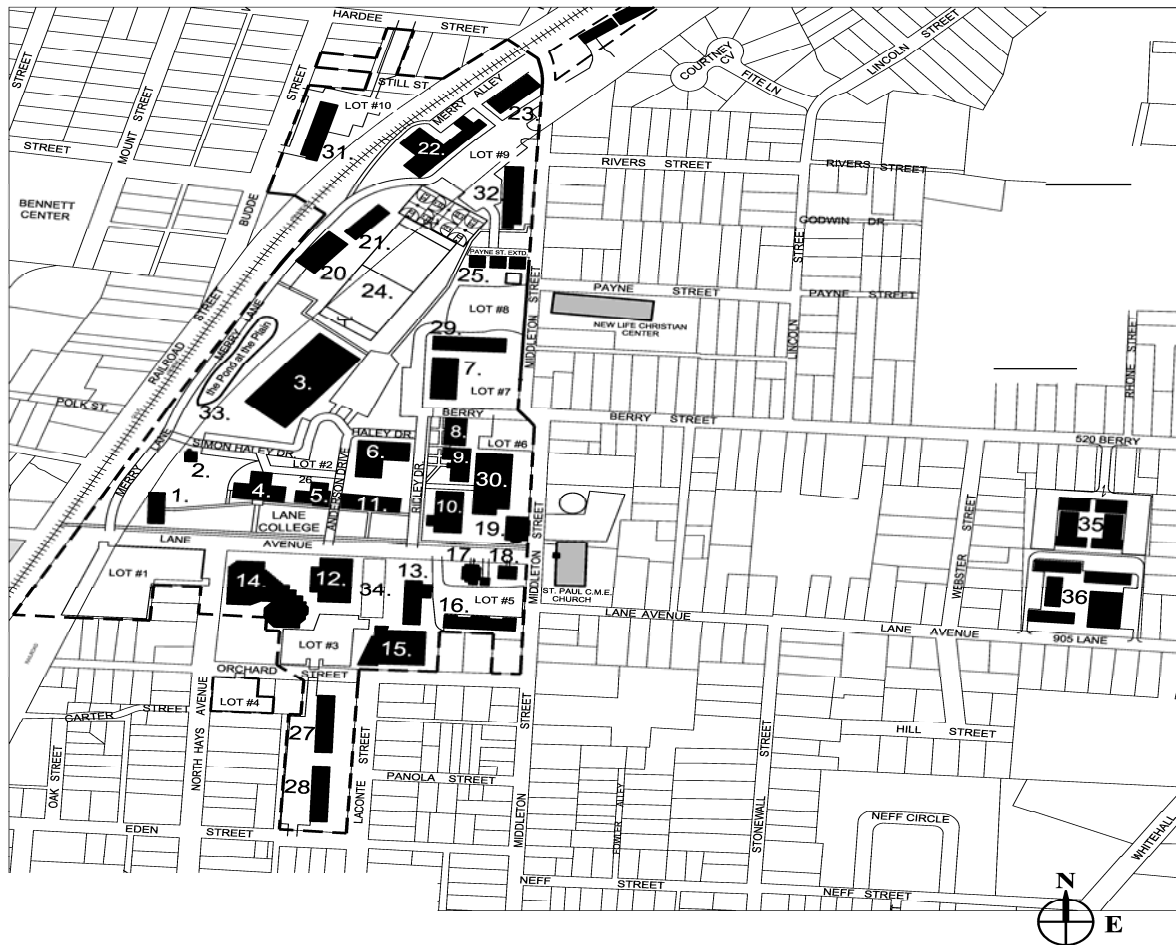 HARDEE STREET
STREET
MOUNT STREET
STREET
STILL ST.
LOT #10
MERRY ALLEY
COURTNEY CV
FITE LN
LINCOLN STREET
23.
22.
31.
LOT #9
RIVERS STREET
RIVERS STREET
STREET
BENNETT
CENTER
BUDDE
32
GODWIN DR.
21.
20.
PAYNE ST. EXTD.
25.
24.
MIDDLETON STREET
PAYNE STREET
PAYNE STREET
LINCOLN STREE
LOT #8
NEW LIFE CHRISTIAN
CENTER
RAILROAD STREET
MERRY LANE
the Pond at the Plain
29
3.
7.
LOT #7
RHONE STREET
POLK ST.
33.
BERRY
BERRY STREET
520 BERRY
MERRY LANE
SIMON HALEY DR.
HALEY DR.
8.
LOT #6
2.
LOT #2
6.
9.
30.
26
ANDERSON DRIVE
RIGLEY DR.
1.
4.
5.
11.
10.
19.
LANE
COLLEGE
MIDDLETON STREET
WEBSTER STREET
35
LANE AVENUE
17.
18.
LOT #1
14.
12.
34.
13.
16.
LOT #5
ST. PAUL C.M.E.
CHURCH
36
LANE AVENUE
LANE AVENUE
905 LANE
RAILROAD
LOT #3
15.
ORCHARD STREET
LOT #4
CARTER STREET
NORTH HAYS AVENUE
27
28
OAK STREET
LACONTE STREET
PANOLA STREET
MIDDLETON STREET
FOWLER ALLEY
STONEWALL STREET
HILL STREET
NEFF CIRCLE
WHITEHALL
EDEN STREET
NEFF STREET
NEFF STREET
N
E